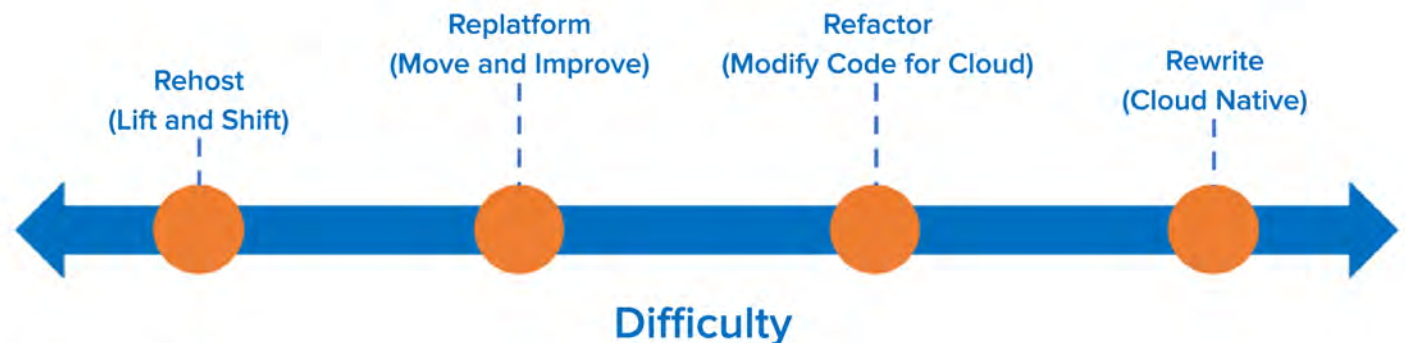 Rehost
(Lift and Shift)
Replatform
(Move and Improve)
Refactor
(Modify Code for Cloud)
Rewrite
(Cloud Native)
Difficulty